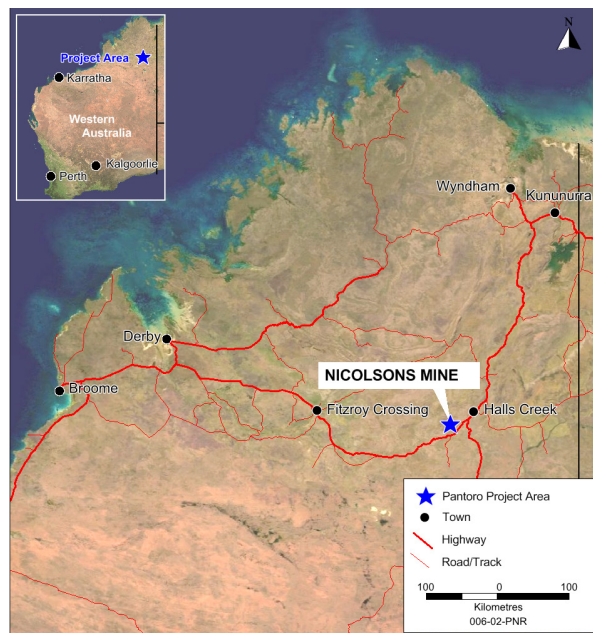 Project Area
Karratha
Western
Australia
Kalgoorlie
Perth
N
Wyndham
Kununurra
Derby
NICOLSONS MINE
Broome
Fitzroy Crossing
Halls Creek
Pantoro Project Area
Town
Highway
Road/Track
100 0 100
Kilometres
006-02-PNR